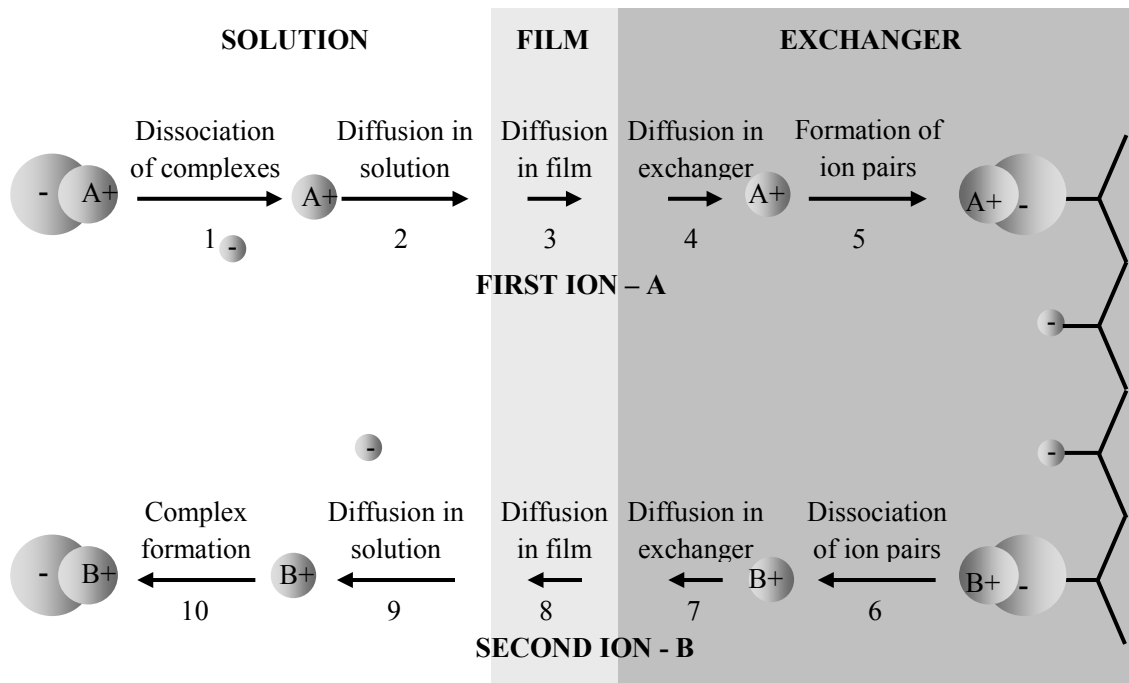 SOLUTION FILM EXCHANGER
Dissociation Diffusion in Diffusion Diffusion in Formation of
of complexes solution in film exchanger ion pairs
- A+ A+ A+ A+ -
1 - 2 3 4 5
FIRST ION – A
-
-
-
Complex Diffusion in Diffusion Diffusion in Dissociation
formation solution in film exchanger of ion pairs
- B+ B+ B+ B+ -
10 9 8 7 6
SECOND ION - B